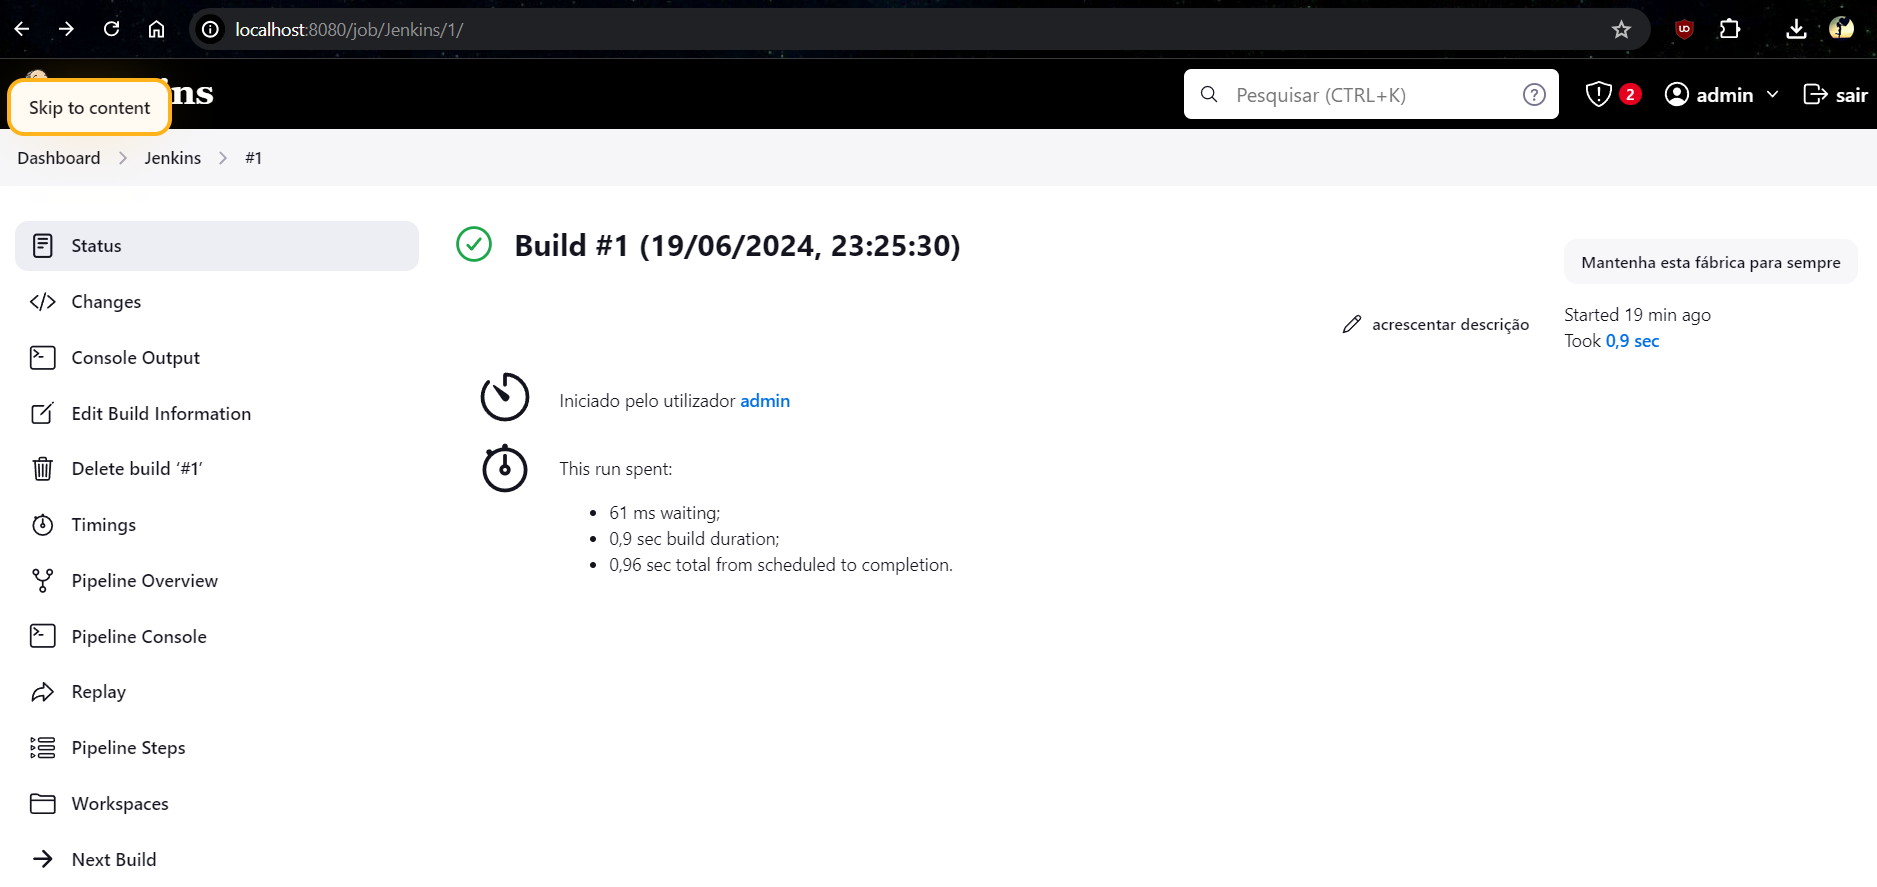 localhost:8080/job/Jenkins/1/
Skip to content
ins
Pesquisar (CTRL+K)
2
admin
sair
Dashboard
Jenkins
#1
Status
Changes
Console Output
Edit Build Information
Delete build ‘#1’
Timings
Pipeline Overview
Pipeline Console
Replay
Pipeline Steps
Workspaces
Next Build
Build #1 (19/06/2024, 23:25:30)
Mantenha esta fábrica para sempre
acrescentar descrição
Started 19 min ago
Took 0,9 sec
Iniciado pelo utilizador admin
This run spent:
61 ms waiting;
0,9 sec build duration;
0,96 sec total from scheduled to completion.